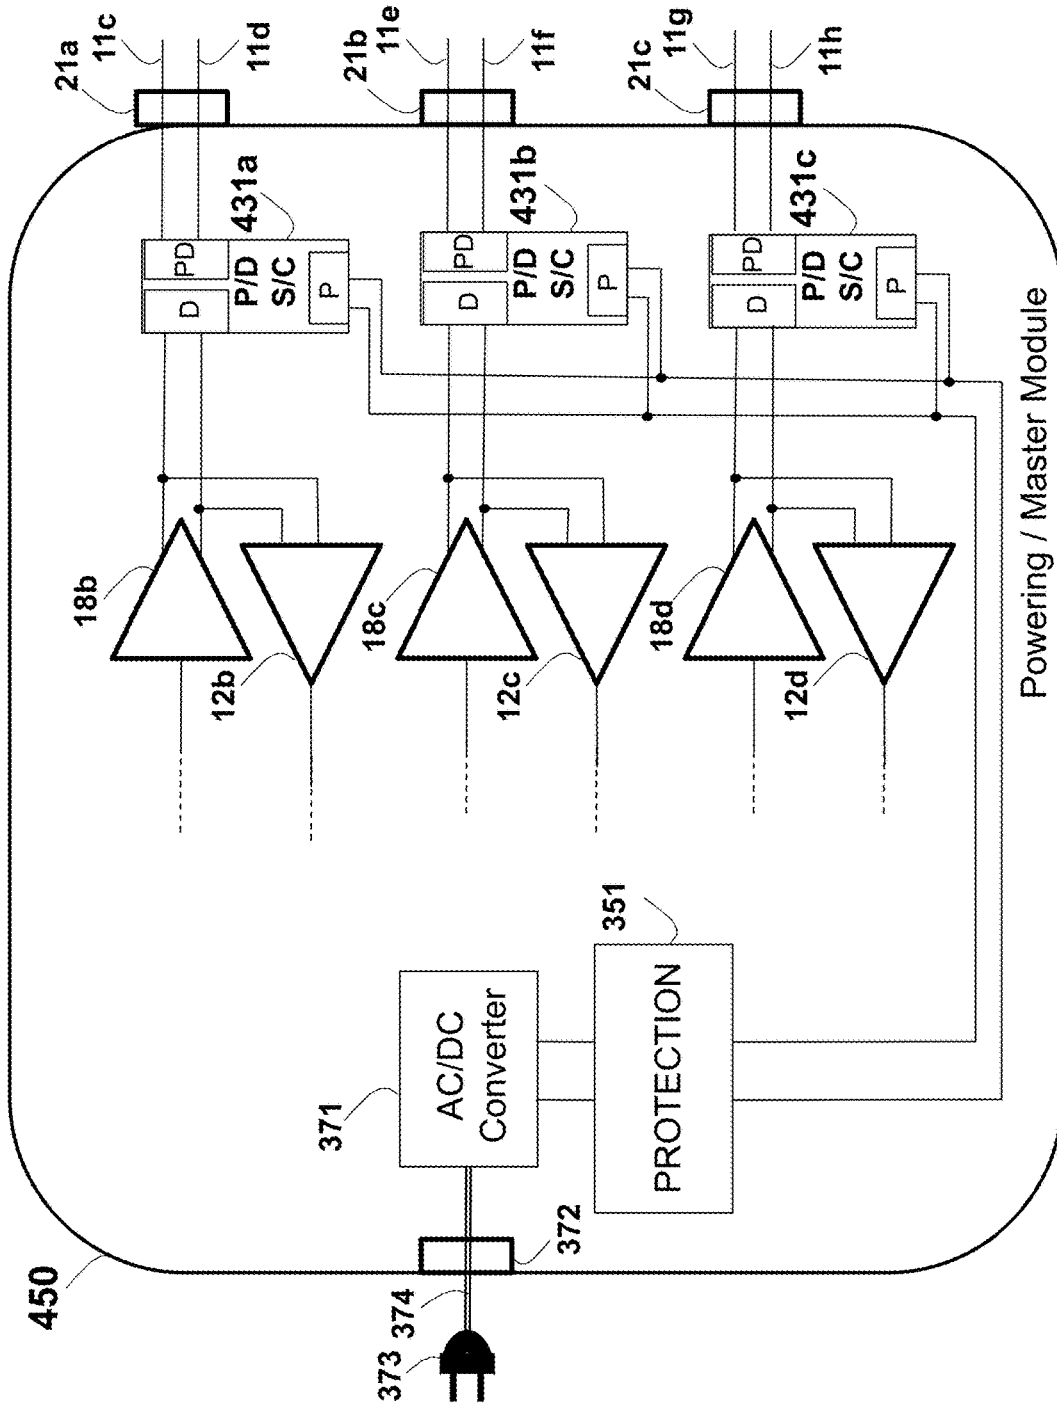 450
373
374
372
371
AC/DC
Converter
351
PROTECTION
18b
12b
18c
12c
18d
12d
D
PD
P/D
S/C
P
431a
D
PD
P/D
S/C
P
431b
D
PD
P/D
S/C
P
431c
21a
11c
11d
21b
11e
11f
21c
11g
11h
Powering / Master Module